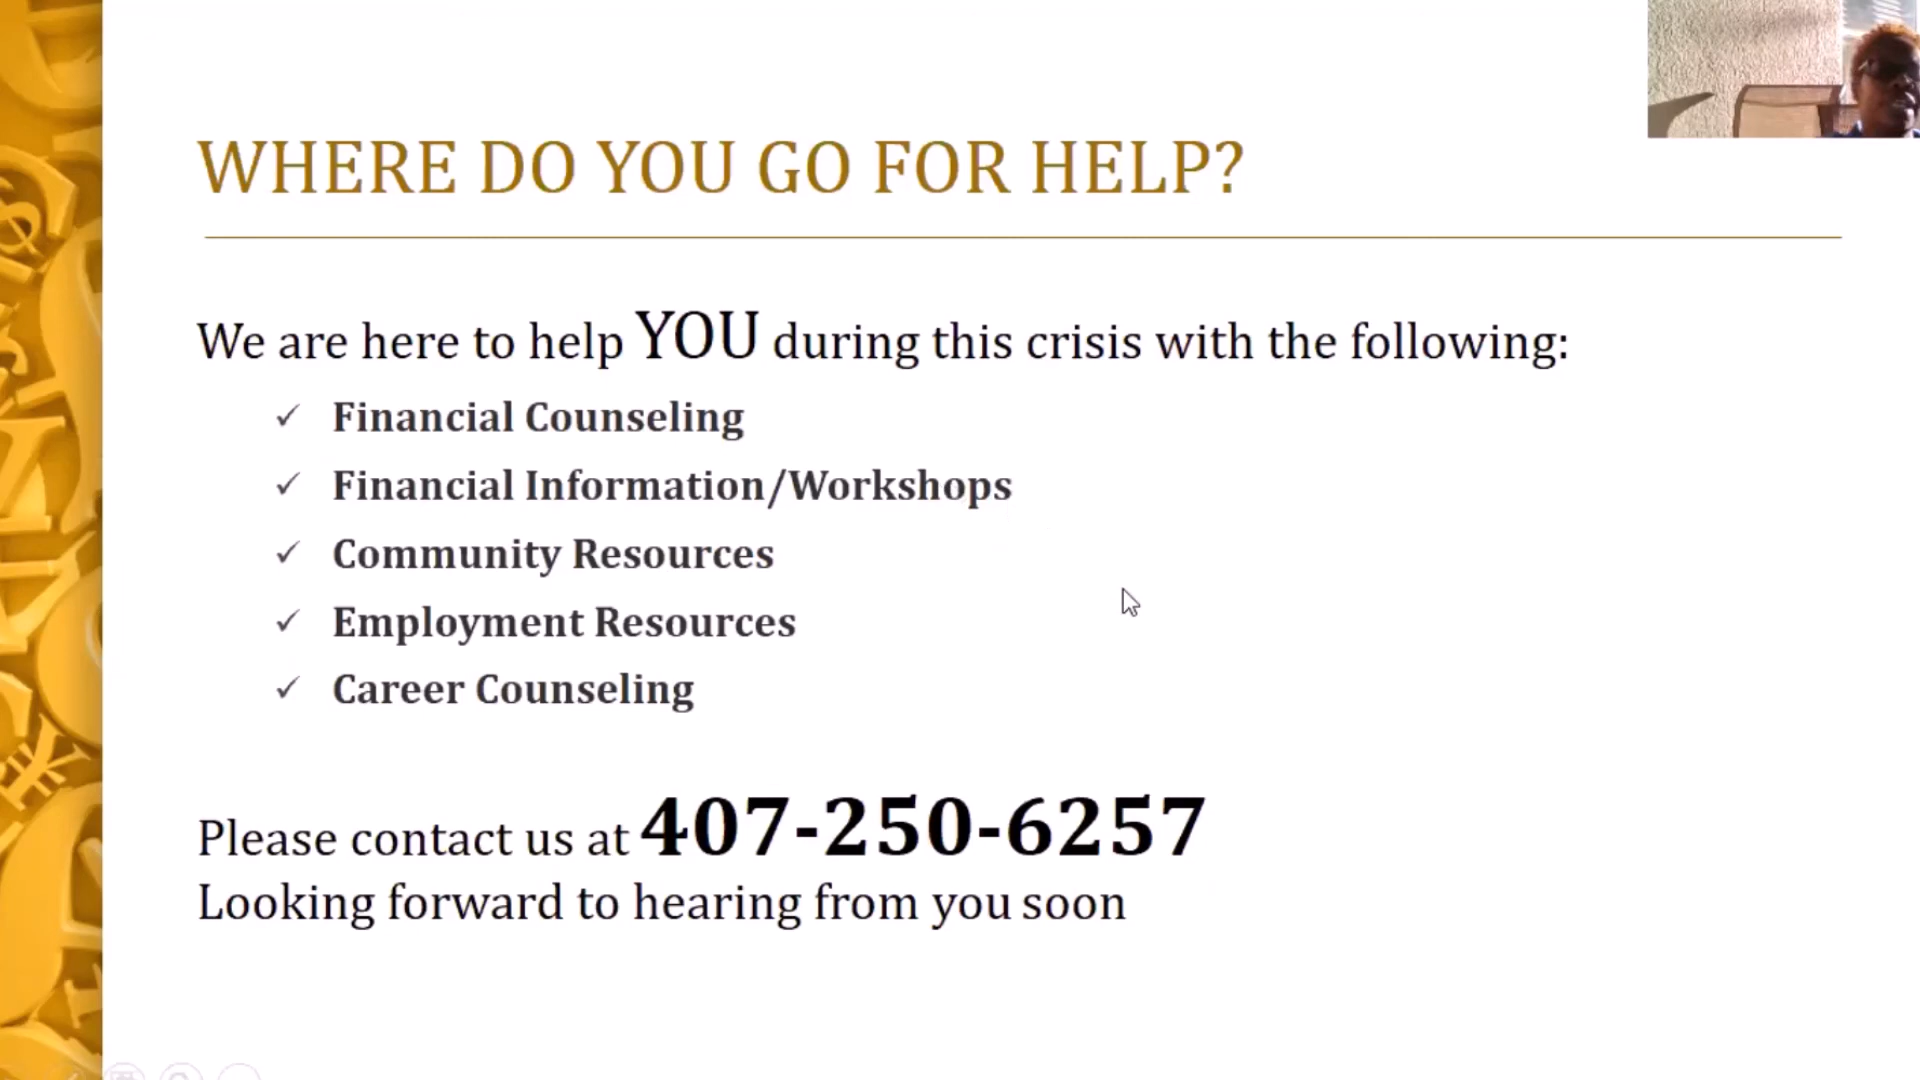 WHERE DO YOU GO FOR HELP?
We are here to help YOU during this crisis with the following:
✓ Financial Counseling
✓ Financial Information/Workshops
✓ Community Resources
✓ Employment Resources
✓ Career Counseling
Please contact us at 407-250-6257
Looking forward to hearing from you soon